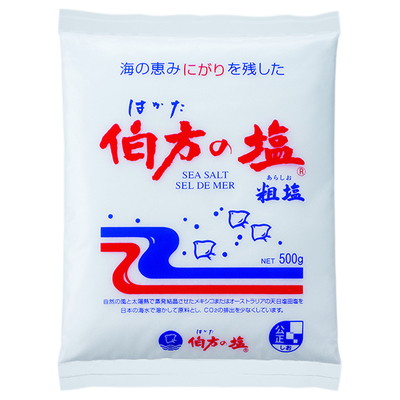 海の恵みにがりを残した
はかた
伯方の塩®
SEA SALT
SEL DE MER
あらしお
粗塩
NET 500g
自然の風と太陽熱で蒸発結晶させたメキシコまたはオーストラリアの天日塩田塩を
日本の海水で溶かして原料とし、CO₂の排出を少なくしています。
はかた
伯方の塩®
公正
しお